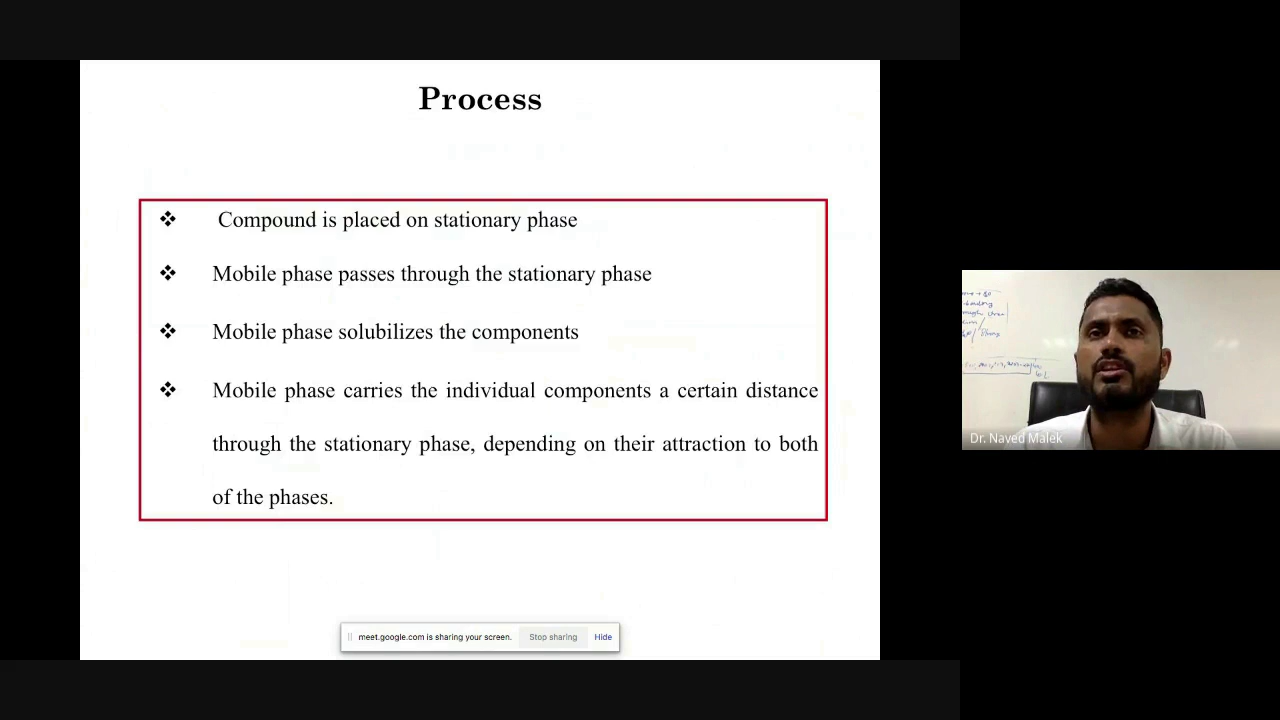 Process
❖ Compound is placed on stationary phase
❖ Mobile phase passes through the stationary phase
❖ Mobile phase solubilizes the components
❖ Mobile phase carries the individual components a certain distance
through the stationary phase, depending on their attraction to both
of the phases.
meet.google.com is sharing your screen. Stop sharing Hide
Dr. Naved Malek